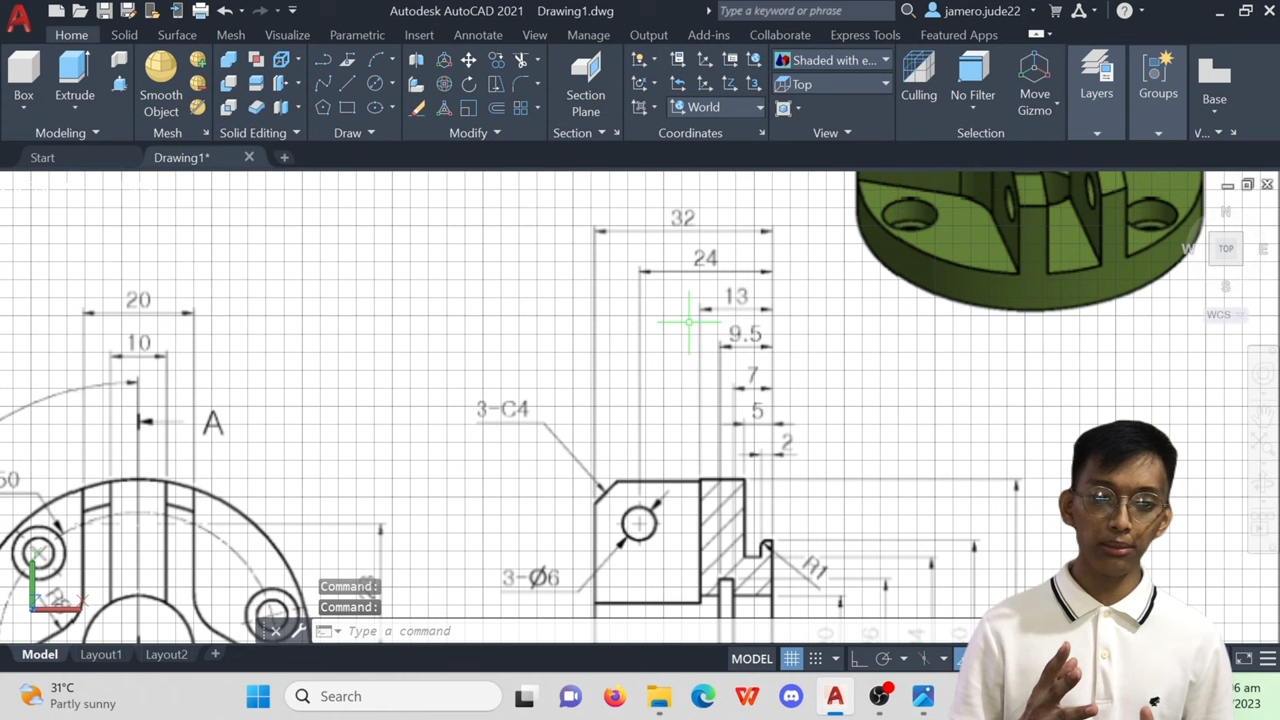 Autodesk AutoCAD 2021 Drawing1.dwg
Type a keyword or phrase
jamero.jude22
Home Solid Surface Mesh Visualize Parametric Insert Annotate View Manage Output Add-ins Collaborate Express Tools Featured Apps
Shaded with e...
Top
World
Box
Extrude
Smooth Object
Section Plane
Culling
No Filter
Move Gizmo
Layers
Groups
Base
Modeling
Mesh
Solid Editing
Draw
Modify
Section
Coordinates
View
Selection
V...
Start
Drawing1*
N
W
TOP
E
S
WCS
32
24
13
9.5
7
5
2
20
10
A
3-C4
50
3-Ø6
R1
Command:
Command:
Type a command
Model
Layout1
Layout2
MODEL
31°C
Partly sunny
Search
06 am
/2023